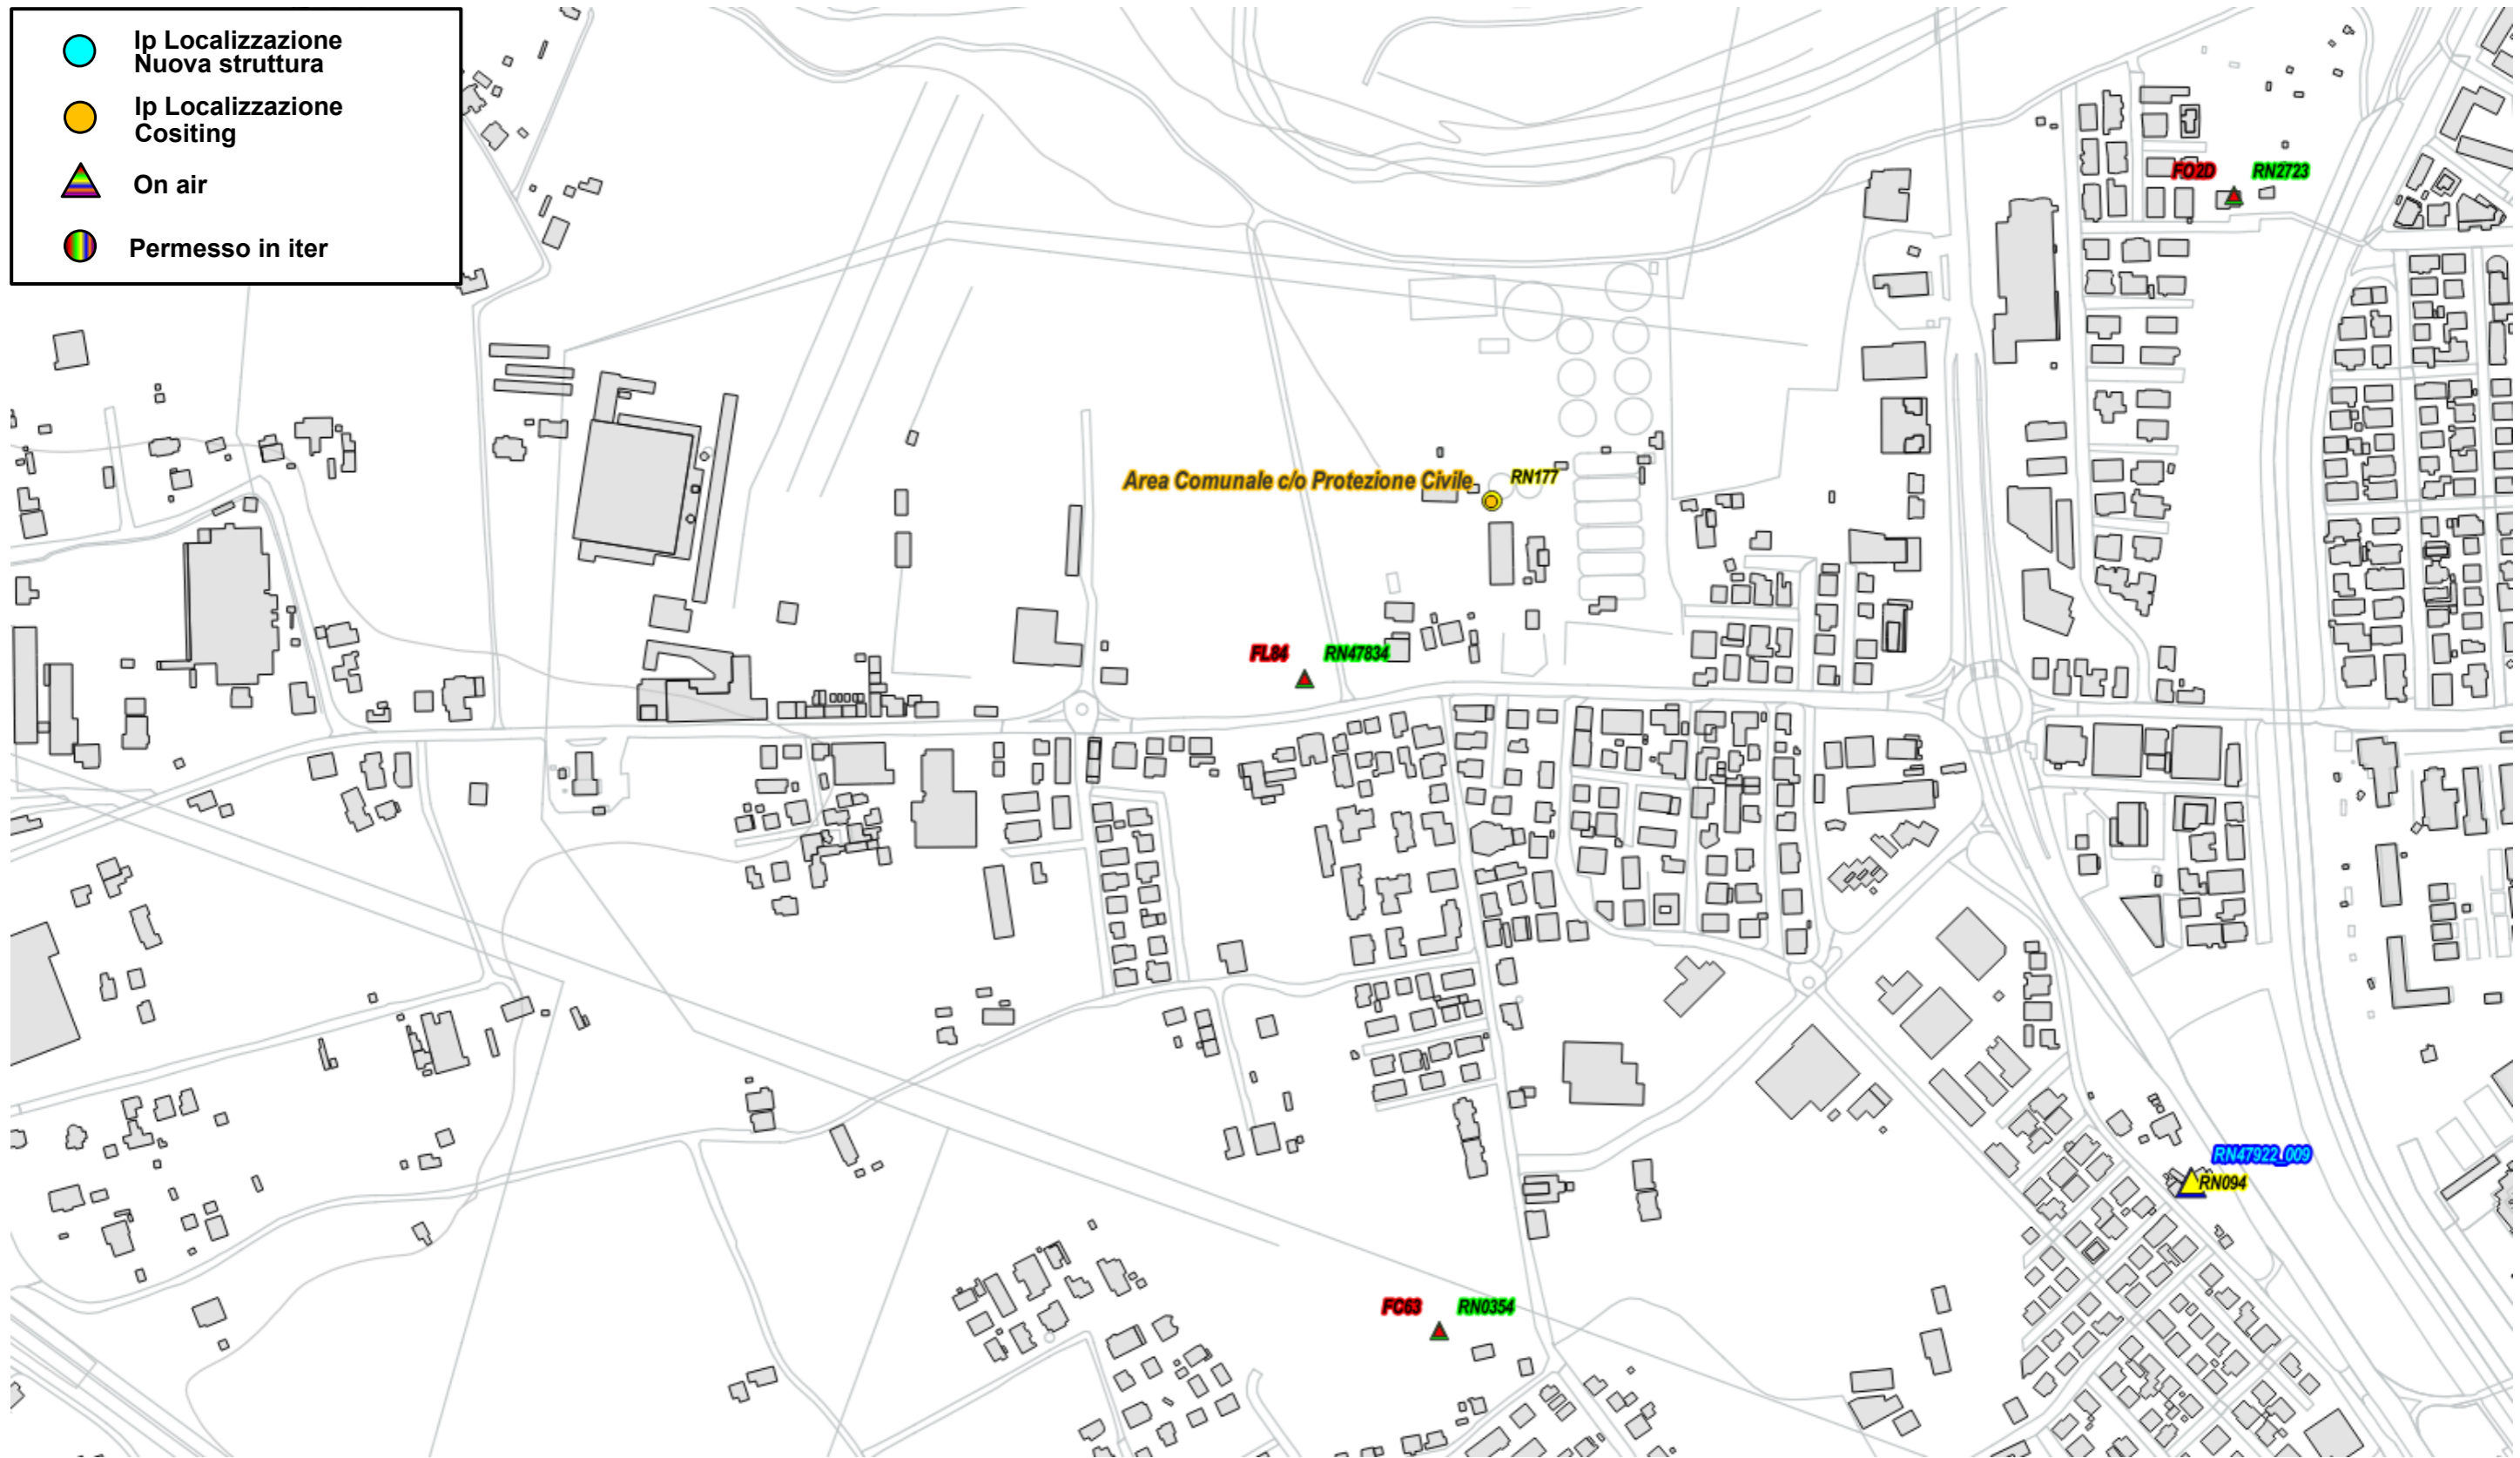 Ip Localizzazione
Nuova struttura
Ip Localizzazione
Cositing
On air
Permesso in iter
FO2D RN2723
Area Comunale c/o Protezione Civile RN177
FL84 RN47834
RN47922_009
RN094
FC63 RN0354